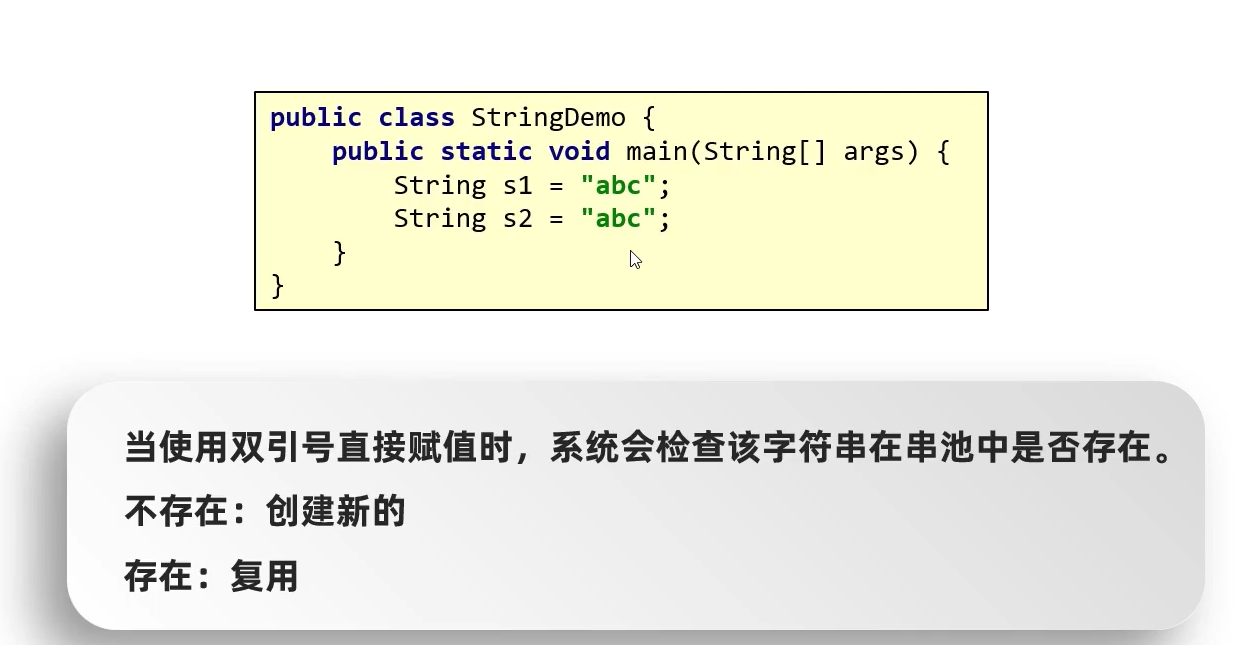 public class StringDemo {
    public static void main(String[] args) {
        String s1 = "abc";
        String s2 = "abc";
    }
}
当使用双引号直接赋值时，系统会检查该字符串在串池中是否存在。
不存在：创建新的
存在：复用